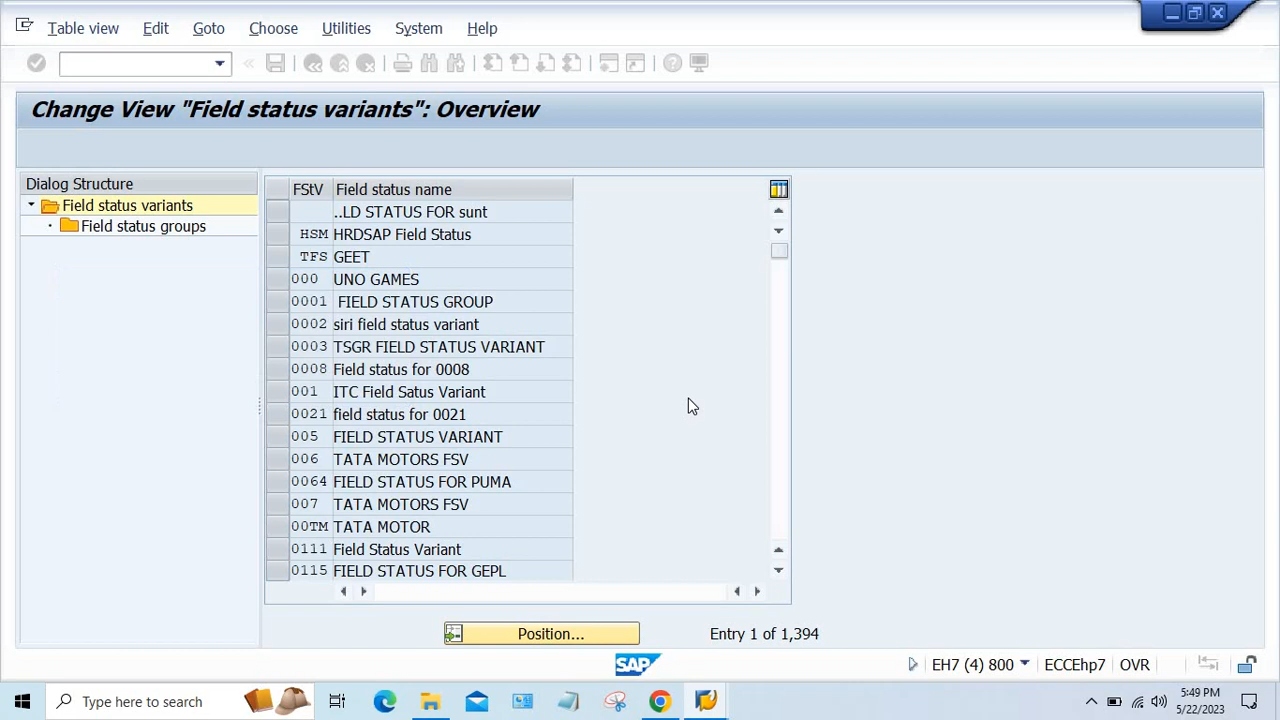 Table view Edit Goto Choose Utilities System Help
Change View "Field status variants": Overview
Dialog Structure
Field status variants
Field status groups
FStV Field status name
..LD STATUS FOR sunt
HSM HRDSAP Field Status
TFS GEET
000 UNO GAMES
0001 FIELD STATUS GROUP
0002 siri field status variant
0003 TSGR FIELD STATUS VARIANT
0008 Field status for 0008
001 ITC Field Satus Variant
0021 field status for 0021
005 FIELD STATUS VARIANT
006 TATA MOTORS FSV
0064 FIELD STATUS FOR PUMA
007 TATA MOTORS FSV
00TM TATA MOTOR
0111 Field Status Variant
0115 FIELD STATUS FOR GEPL
Position... Entry 1 of 1,394
SAP EH7 (4) 800 ECCEhp7 OVR
Type here to search
5:49 PM
5/22/2023